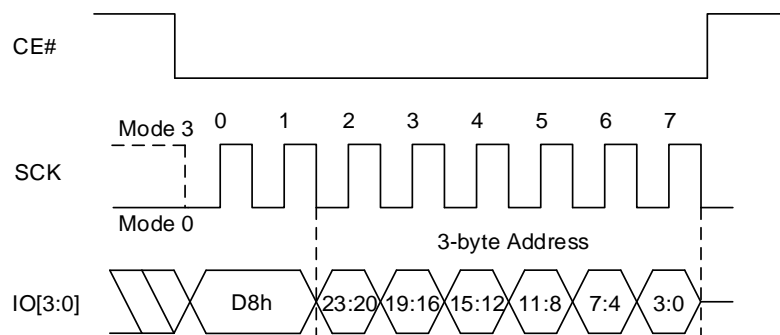 CE#
Mode 3 0 1 2 3 4 5 6 7
SCK
Mode 0
3-byte Address
IO[3:0] D8h 23:20 19:16 15:12 11:8 7:4 3:0